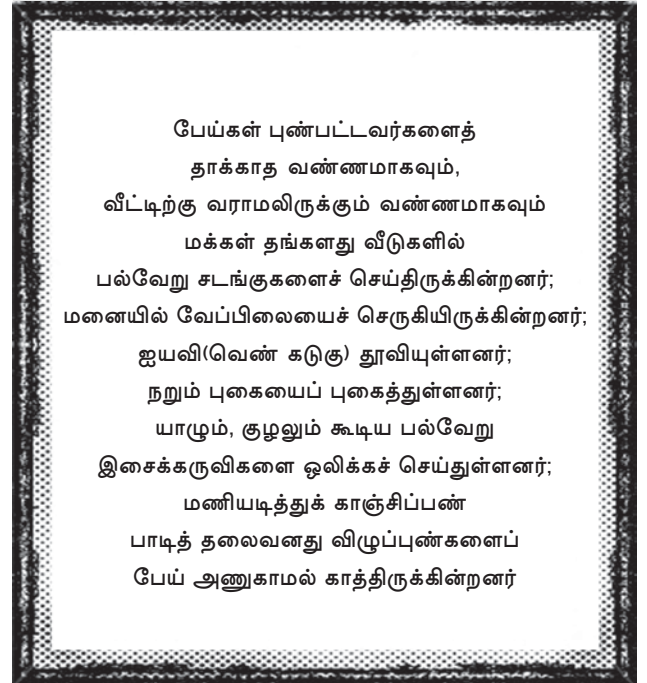 பேய்கள் புண்பட்டவர்களைத்
தாக்காத வண்ணமாகவும்,
வீட்டிற்கு வராமலிருக்கும் வண்ணமாகவும்
மக்கள் தங்களது வீடுகளில்
பல்வேறு சடங்குகளைச் செய்திருக்கின்றனர்;
மனையில் வேப்பிலையைச் செருகியிருக்கின்றனர்;
ஐயவி(வெண் கடுகு) தூவியுள்ளனர்;
நறும் புகையைப் புகைத்துள்ளனர்;
யாழும், குழலும் கூடிய பல்வேறு
இசைக்கருவிகளை ஒலிக்கச் செய்துள்ளனர்;
மணியடித்துக் காஞ்சிப்பண்
பாடித் தலைவனது விழுப்புண்களைப்
பேய் அணுகாமல் காத்திருக்கின்றனர்